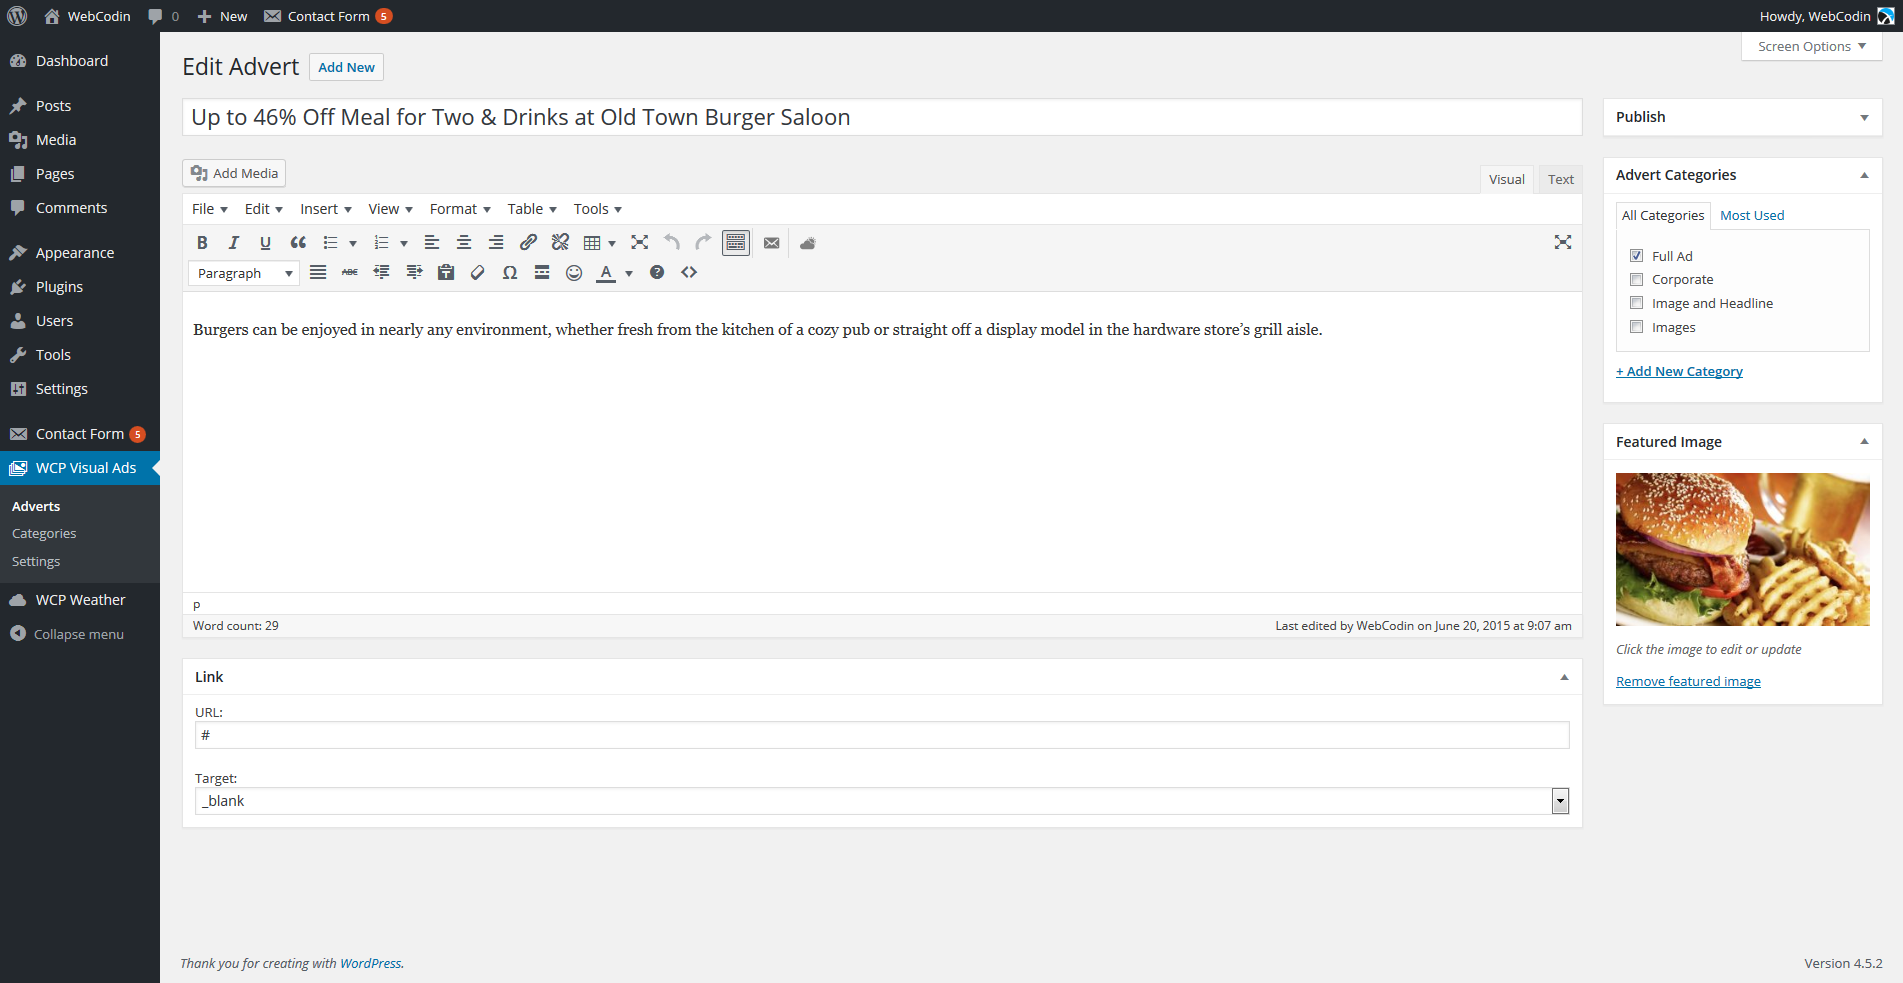 WebCodin 0 New Contact Form 5 Howdy, WebCodin
Screen Options
Dashboard
Posts
Media
Pages
Comments
Appearance
Plugins
Users
Tools
Settings
Contact Form 5
WCP Visual Ads
Adverts
Categories
Settings
WCP Weather
Collapse menu
Edit Advert Add New
Up to 46% Off Meal for Two & Drinks at Old Town Burger Saloon
Add Media
Visual Text
File Edit Insert View Format Table Tools
B I U
Paragraph ABC Ω A
Burgers can be enjoyed in nearly any environment, whether fresh from the kitchen of a cozy pub or straight off a display model in the hardware store’s grill aisle.
p
Word count: 29 Last edited by WebCodin on June 20, 2015 at 9:07 am
Link
URL:
#
Target:
_blank
Publish
Advert Categories
All Categories Most Used
Full Ad
Corporate
Image and Headline
Images
+ Add New Category
Featured Image
Click the image to edit or update
Remove featured image
Thank you for creating with WordPress. Version 4.5.2